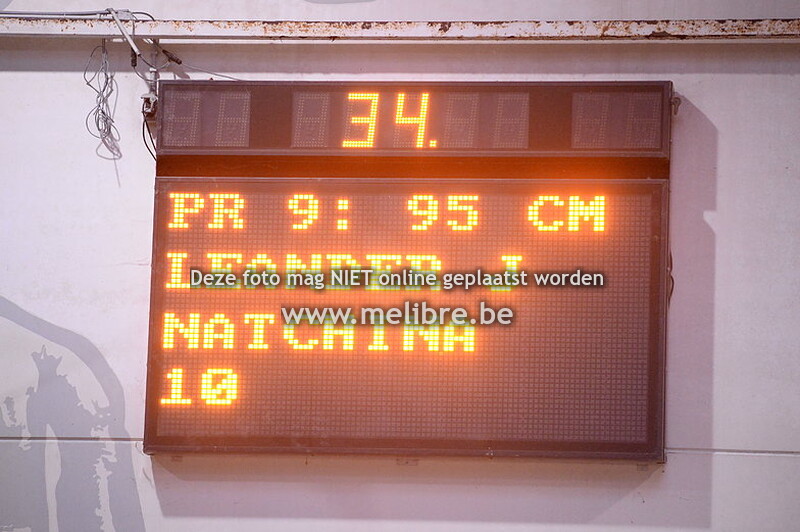 34.
PR 9: 95 CM
LEANDER J
Deze foto mag NIET online geplaatst worden
www.melibre.be
NATCHINA
10